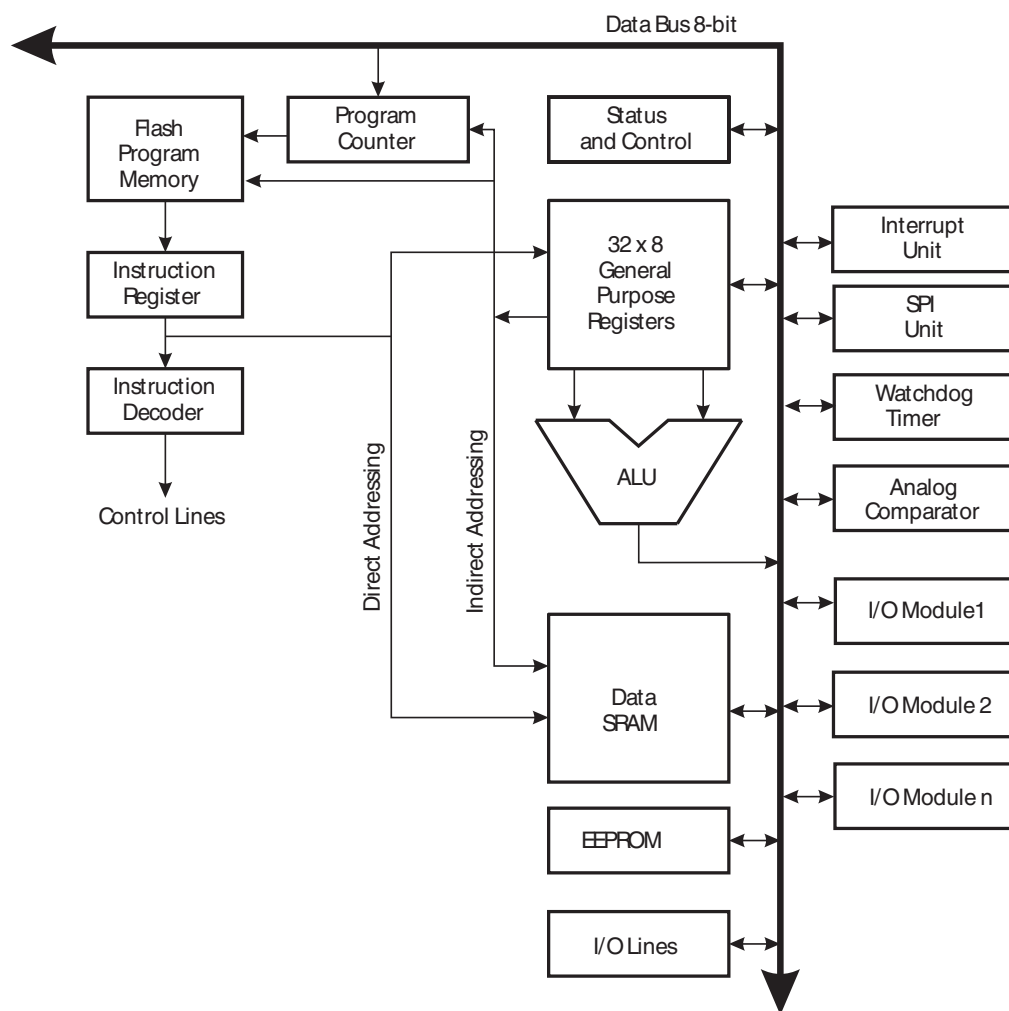 Data Bus 8-bit
Flash
Program
Memory
Program
Counter
Status
and Control
32 x 8
General
Purpose
Registers
Interrupt
Unit
Instruction
Register
SPI
Unit
Instruction
Decoder
Watchdog
Timer
ALU
Analog
Comparator
Control Lines
Direct Addressing
Indirect Addressing
I/O Module1
Data
SRAM
I/O Module 2
I/O Module n
EEPROM
I/O Lines